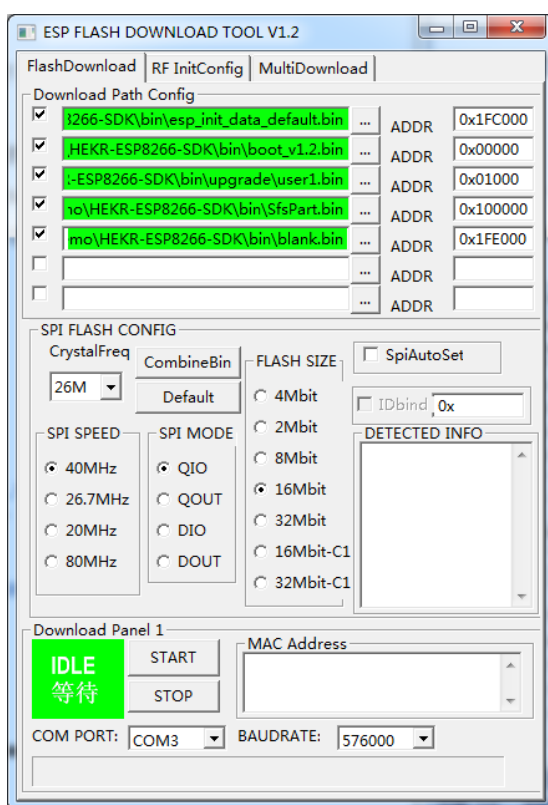 ESP FLASH DOWNLOAD TOOL V1.2
FlashDownload RF InitConfig MultiDownload
Download Path Config
3266-SDK\bin\esp_init_data_default.bin ... ADDR 0x1FC000
HEKR-ESP8266-SDK\bin\boot_v1.2.bin ... ADDR 0x00000
-ESP8266-SDK\bin\upgrade\user1.bin ... ADDR 0x01000
no\HEKR-ESP8266-SDK\bin\SfsPart.bin ... ADDR 0x100000
mo\HEKR-ESP8266-SDK\bin\blank.bin ... ADDR 0x1FE000
... ADDR
... ADDR
SPI FLASH CONFIG
CrystalFreq
26M
CombineBin
Default
SPI SPEED
40MHz
26.7MHz
20MHz
80MHz
SPI MODE
QIO
QOUT
DIO
DOUT
FLASH SIZE
4Mbit
2Mbit
8Mbit
16Mbit
32Mbit
16Mbit-C1
32Mbit-C1
SpiAutoSet
IDbind 0x
DETECTED INFO
Download Panel 1
IDLE
等待
START
STOP
MAC Address
COM PORT: COM3 BAUDRATE: 576000